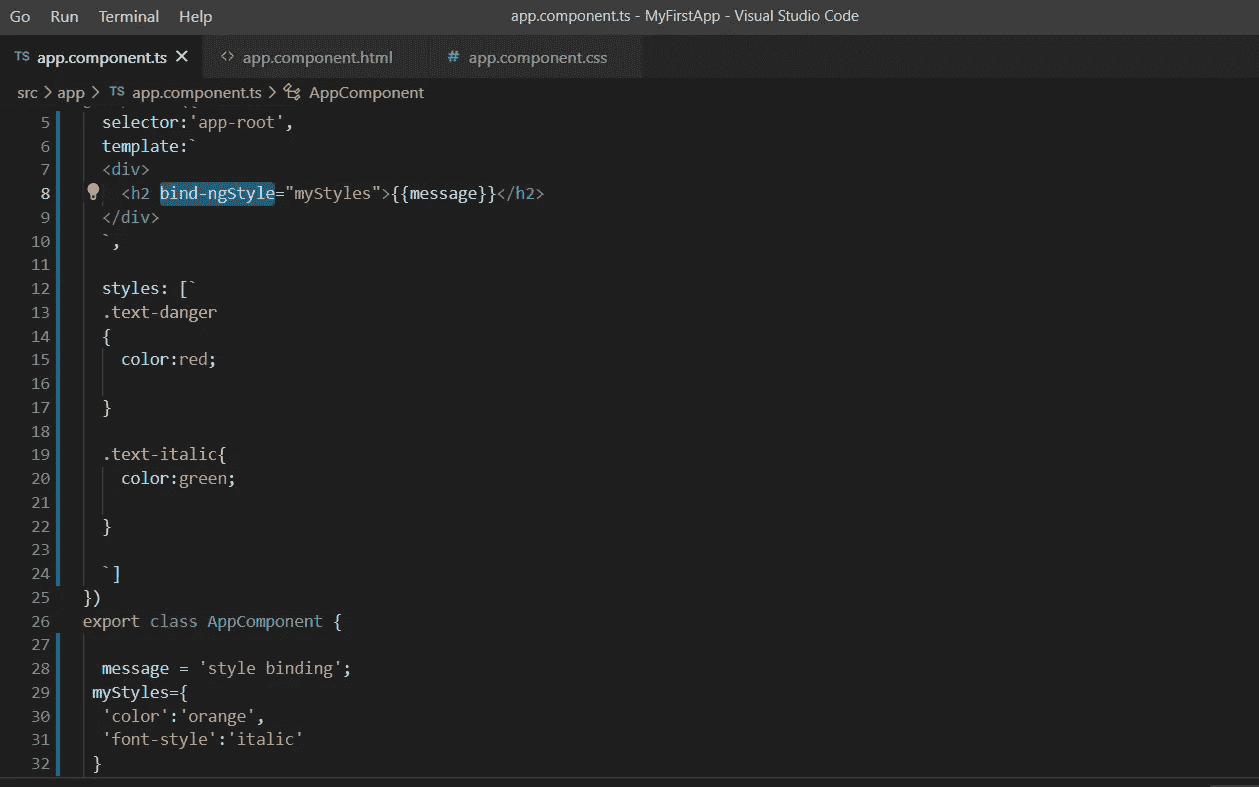 Go Run Terminal Help app.component.ts - MyFirstApp - Visual Studio Code
TS app.component.ts × <> app.component.html # app.component.css
src > app > TS app.component.ts > AppComponent
5 selector:'app-root',
6 template:`
7 <div>
8 <h2 bind-ngStyle="myStyles">{{message}}</h2>
9 </div>
10 `,
11
12 styles: [`
13 .text-danger
14 {
15 color:red;
16
17 }
18
19 .text-italic{
20 color:green;
21
22 }
23
24 `]
25 })
26 export class AppComponent {
27
28 message = 'style binding';
29 myStyles={
30 'color':'orange',
31 'font-style':'italic'
32 }